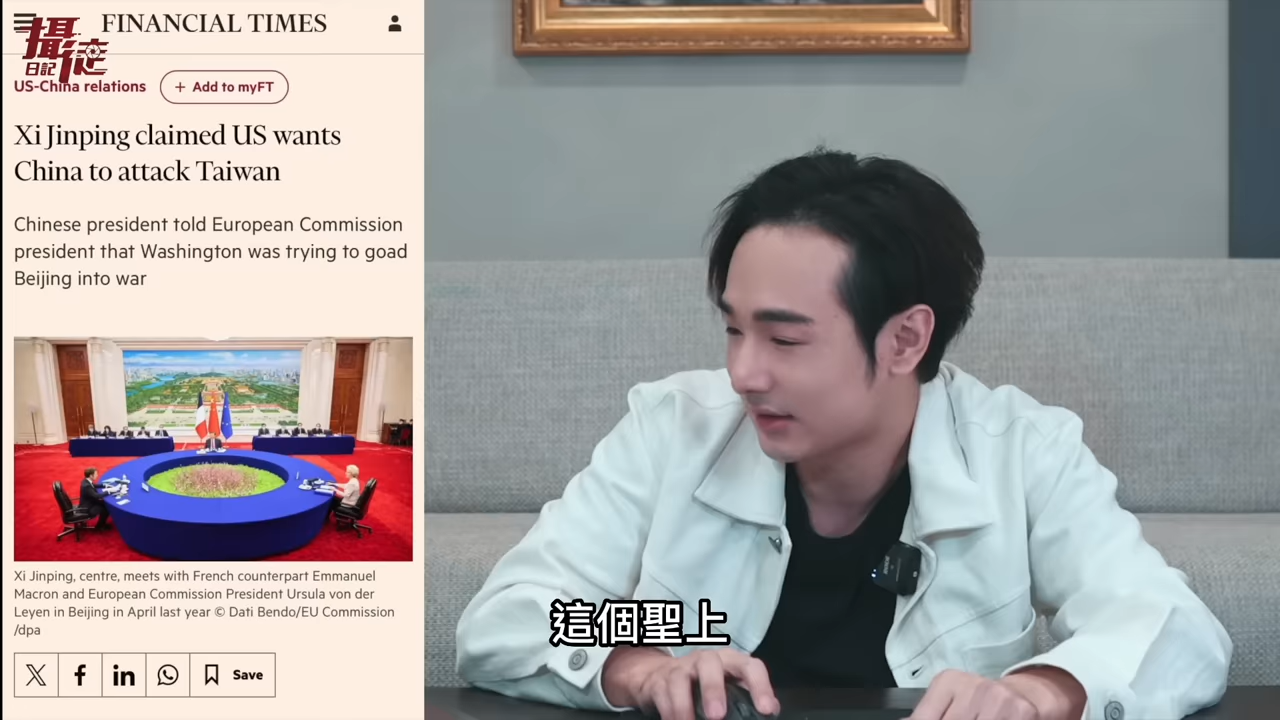 FINANCIAL TIMES
攝徒
日記
US-China relations
+ Add to myFT
Xi Jinping claimed US wants
China to attack Taiwan
Chinese president told European Commission
president that Washington was trying to goad
Beijing into war
Xi Jinping, centre, meets with French counterpart Emmanuel
Macron and European Commission President Ursula von der
Leyen in Beijing in April last year © Dati Bendo/EU Commission
/dpa
Save
這個聖上